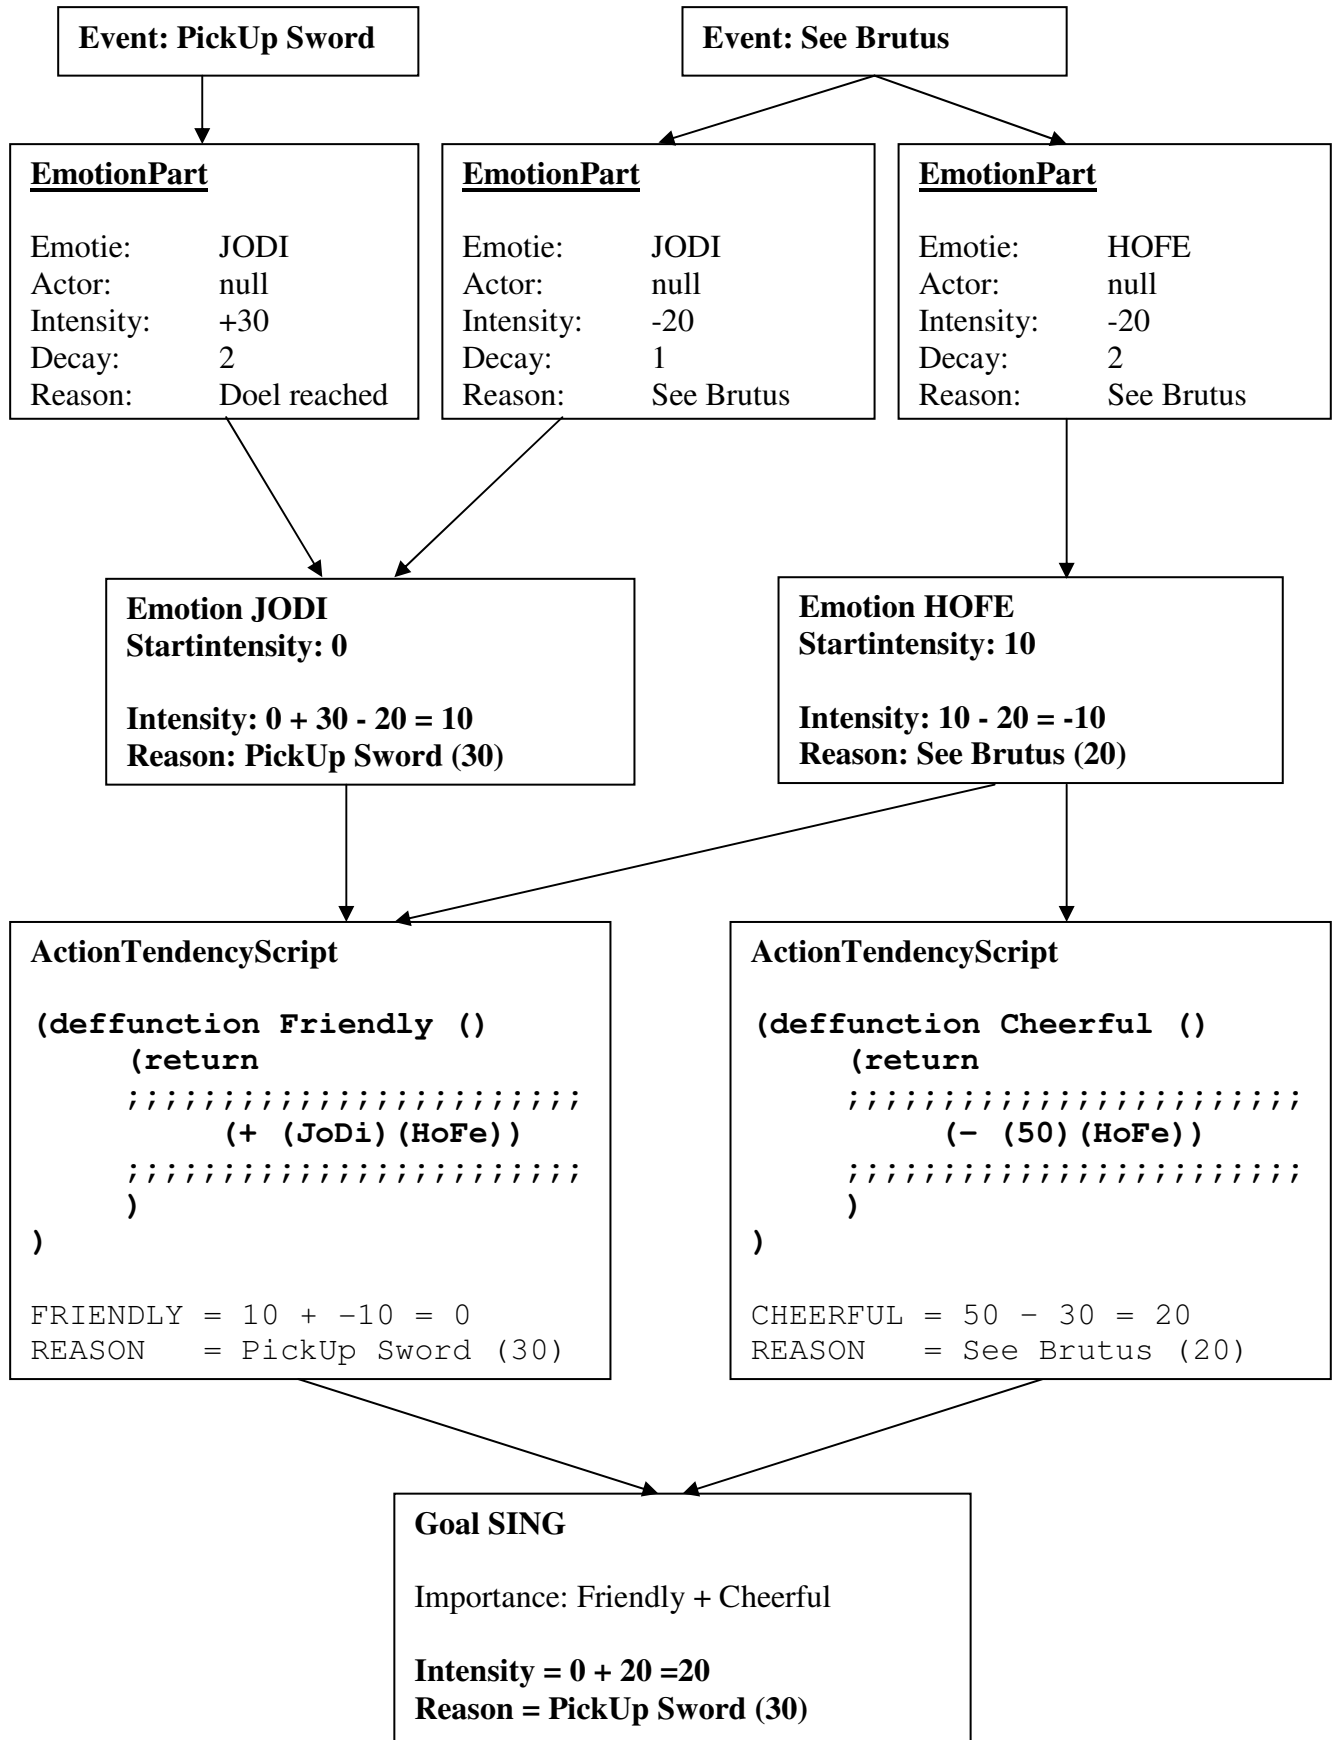 Event: PickUp Sword
Event: See Brutus
EmotionPart
Emotie: JODI
Actor: null
Intensity: +30
Decay: 2
Reason: Doel reached
EmotionPart
Emotie: JODI
Actor: null
Intensity: -20
Decay: 1
Reason: See Brutus
EmotionPart
Emotie: HOFE
Actor: null
Intensity: -20
Decay: 2
Reason: See Brutus
Emotion JODI
Startintensity: 0
Intensity: 0 + 30 - 20 = 10
Reason: PickUp Sword (30)
Emotion HOFE
Startintensity: 10
Intensity: 10 - 20 = -10
Reason: See Brutus (20)
ActionTendencyScript
(deffunction Friendly ()
(return
;;;;;;;;;;;;;;;;;;;;;;;;
(+ (JoDi)(HoFe))
;;;;;;;;;;;;;;;;;;;;;;;;
)
)
FRIENDLY = 10 + -10 = 0
REASON = PickUp Sword (30)
ActionTendencyScript
(deffunction Cheerful ()
(return
;;;;;;;;;;;;;;;;;;;;;;;;
(- (50)(HoFe))
;;;;;;;;;;;;;;;;;;;;;;;;
)
)
CHEERFUL = 50 - 30 = 20
REASON = See Brutus (20)
Goal SING
Importance: Friendly + Cheerful
Intensity = 0 + 20 =20
Reason = PickUp Sword (30)